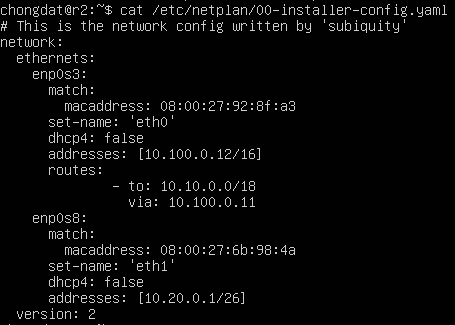 chongdat@r2:~$ cat /etc/netplan/00-installer-config.yaml
# This is the network config written by 'subiquity'
network:
  ethernets:
    enp0s3:
      match:
        macaddress: 08:00:27:92:8f:a3
      set-name: 'eth0'
      dhcp4: false
      addresses: [10.100.0.12/16]
      routes:
              - to: 10.10.0.0/18
                via: 10.100.0.11
    enp0s8:
      match:
        macaddress: 08:00:27:6b:98:4a
      set-name: 'eth1'
      dhcp4: false
      addresses: [10.20.0.1/26]
  version: 2